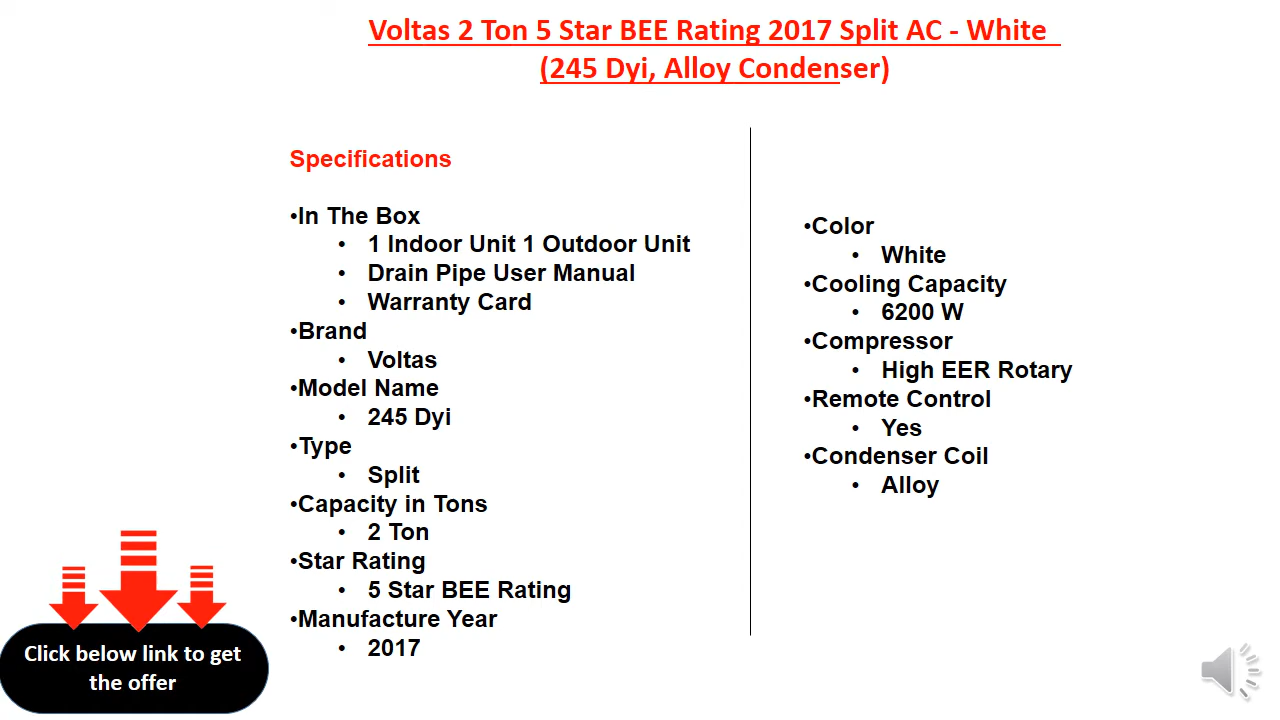 Voltas 2 Ton 5 Star BEE Rating 2017 Split AC - White
(245 Dyi, Alloy Condenser)
Specifications
•In The Box
• 1 Indoor Unit 1 Outdoor Unit
• Drain Pipe User Manual
• Warranty Card
•Brand
• Voltas
•Model Name
• 245 Dyi
•Type
• Split
•Capacity in Tons
• 2 Ton
•Star Rating
• 5 Star BEE Rating
•Manufacture Year
• 2017
•Color
• White
•Cooling Capacity
• 6200 W
•Compressor
• High EER Rotary
•Remote Control
• Yes
•Condenser Coil
• Alloy
Click below link to get
the offer